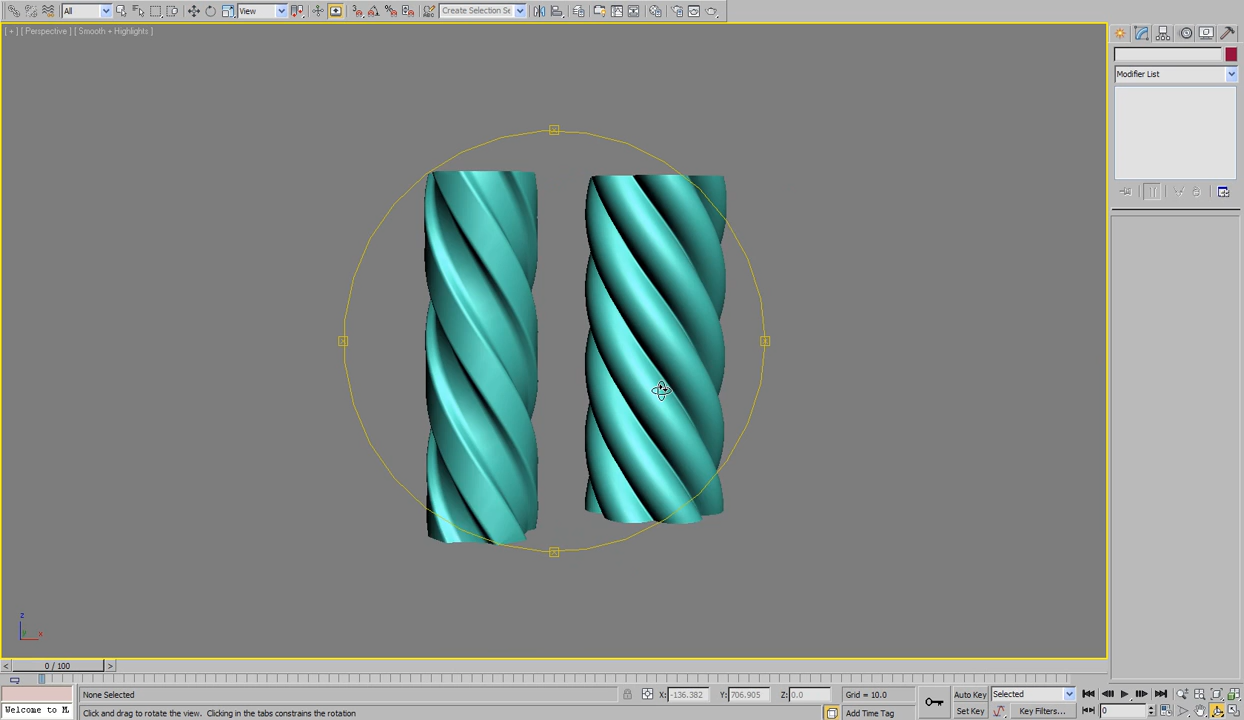 All
View
Create Selection Se
[ + ] [ Perspective ] [ Smooth + Highlights ]
Modifier List
z
x
0 / 100
None Selected
X: -136.382
Y: 706.905
Z: 0.0
Grid = 10.0
Auto Key
Selected
Welcome to M
Click and drag to rotate the view. Clicking in the tabs constrains the rotation
Add Time Tag
Set Key
Key Filters...
0